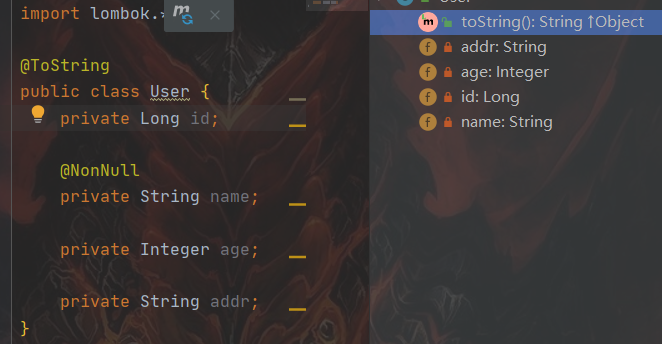 import lombok.*
@ToString
public class User {
private Long id;
@NonNull
private String name;
private Integer age;
private String addr;
}
toString(): String ↑Object
addr: String
age: Integer
id: Long
name: String